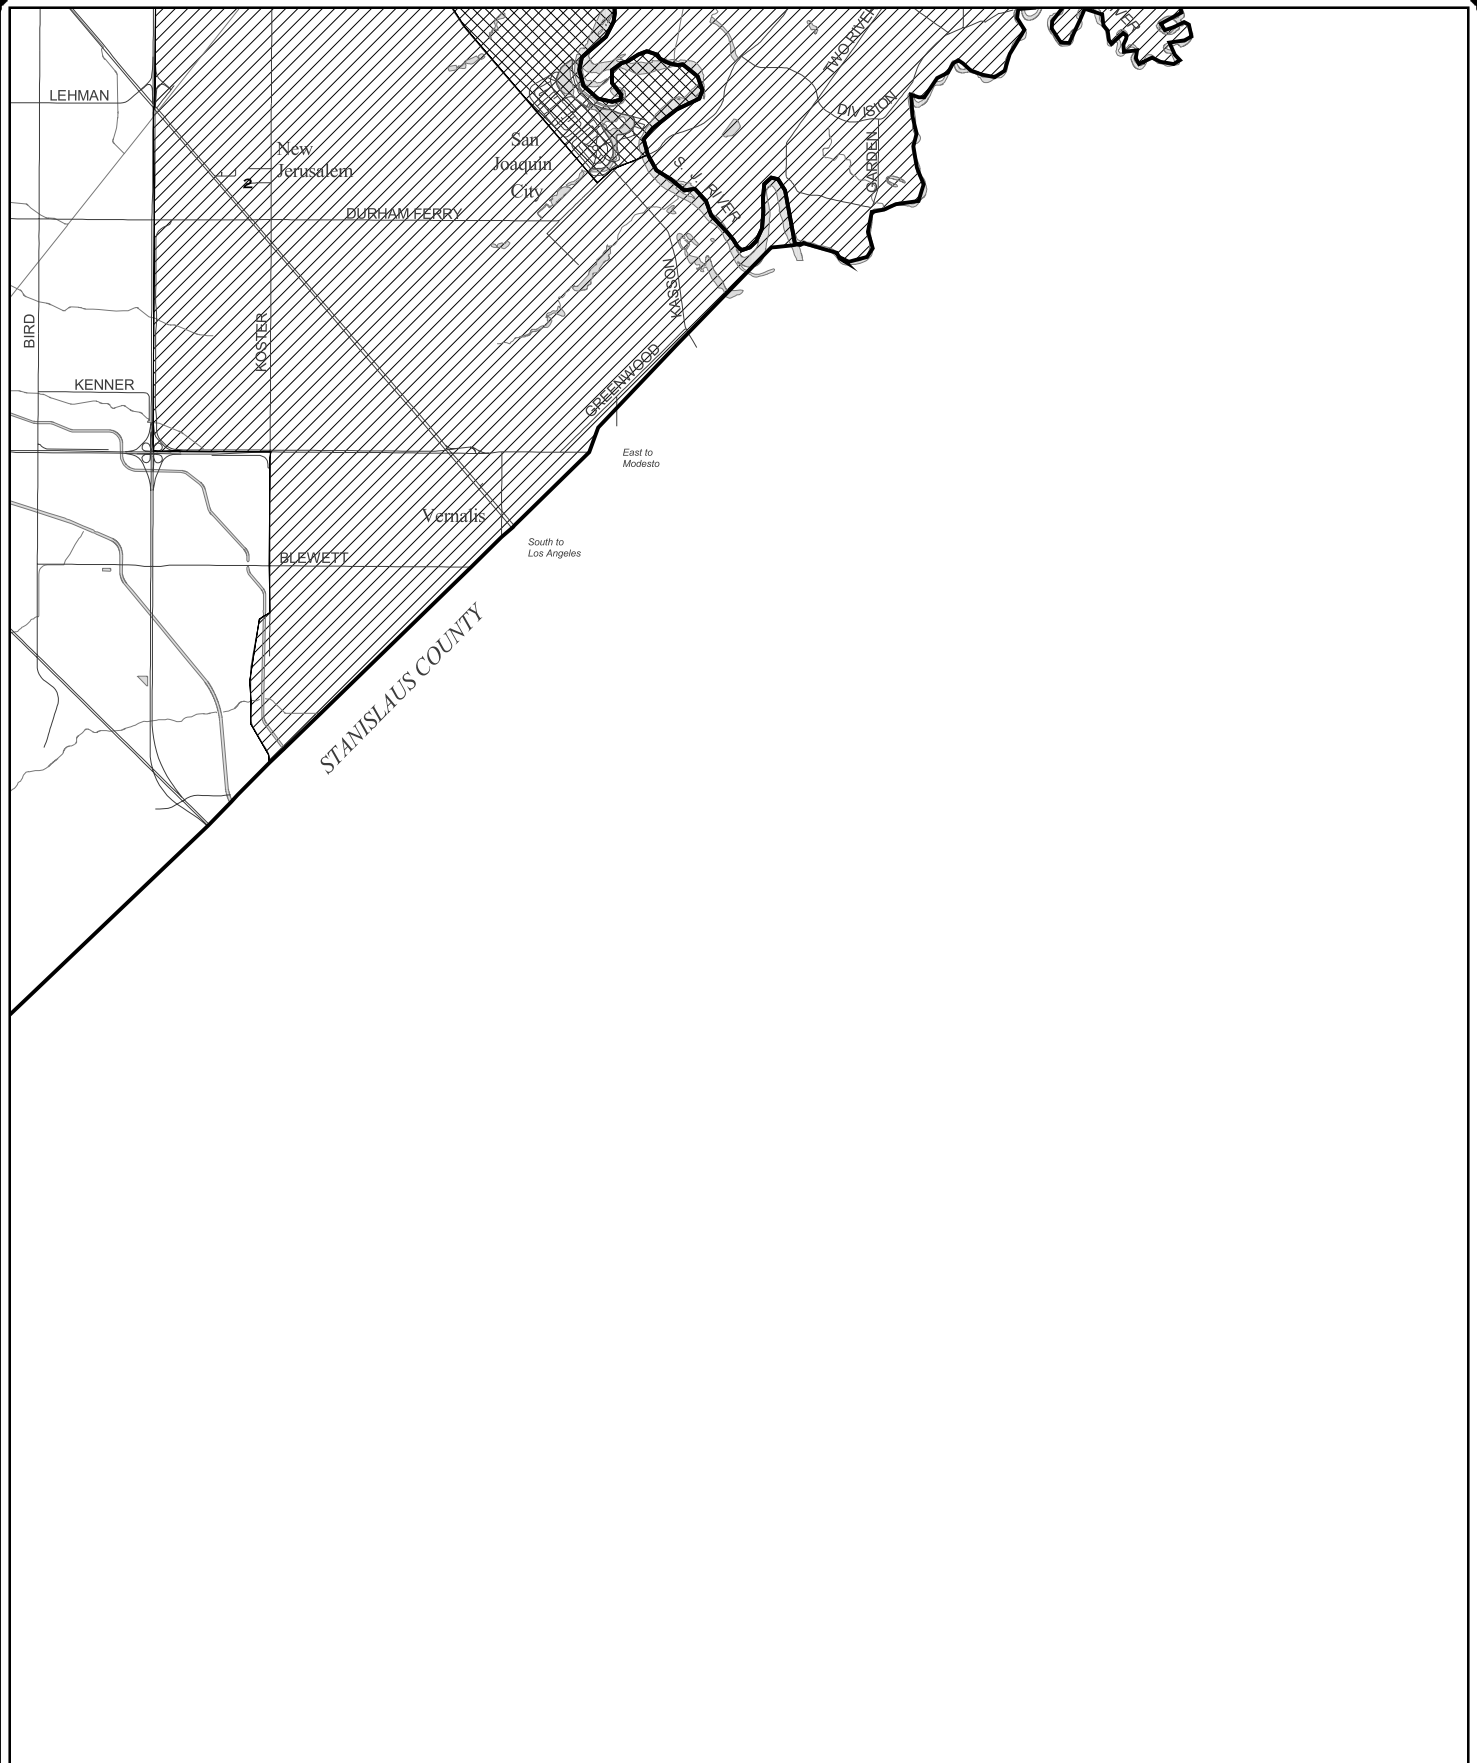 TWO RIVER
LEHMAN
DIVISION
GARDEN
New
Jerusalem
2
San
Joaquin
City
S. J. RIVER
DURHAM FERRY
KASSON
BIRD
KOSTER
KENNER
GREENWOOD
East to
Modesto
Vernalis
South to
Los Angeles
BLEWETT
STANISLAUS COUNTY